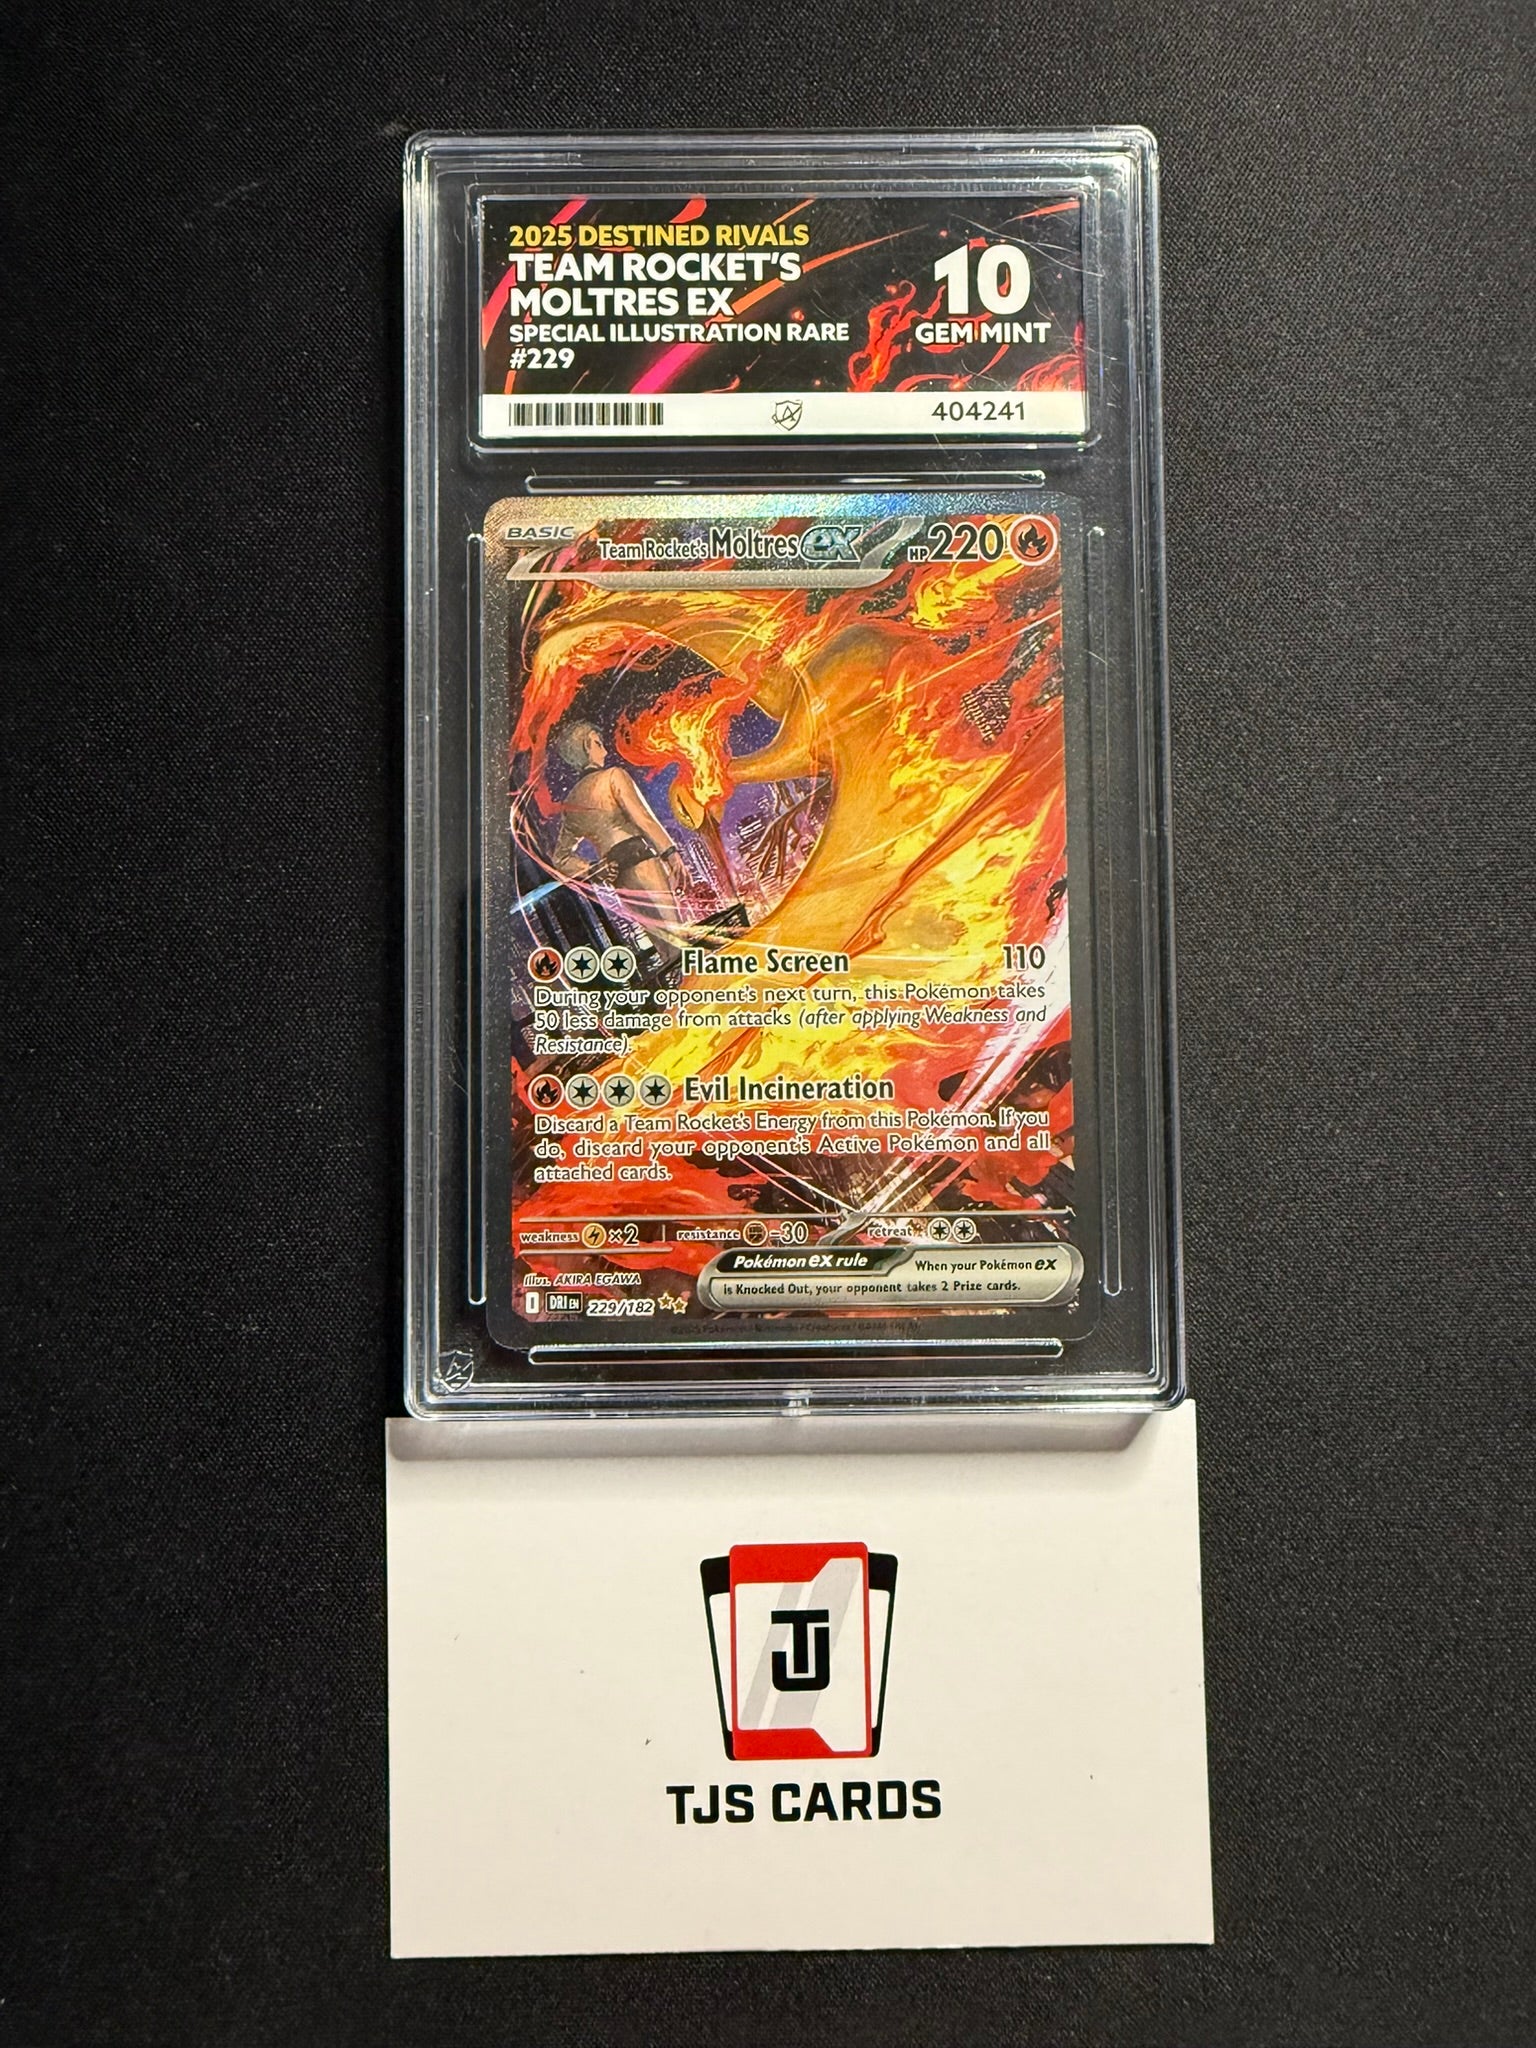 2025 DESTINED RIVALS
TEAM ROCKET'S
MOLTRES EX
SPECIAL ILLUSTRATION RARE
#229
10
GEM MINT
404241
BASIC
Team Rocket's Moltres ex
HP 220
Flame Screen 110
During your opponent's next turn, this Pokémon takes
50 less damage from attacks (after applying Weakness and
Resistance).
Evil Incineration
Discard a Team Rocket's Energy from this Pokémon. If you
do, discard your opponent's Active Pokémon and all
attached cards.
weakness ×2 resistance -30 retreat
Pokémon ex rule When your Pokémon ex
is Knocked Out, your opponent takes 2 Prize cards.
Illus. AKIRA EGAWA
I DRI EN 229/182
TJ
TJS CARDS